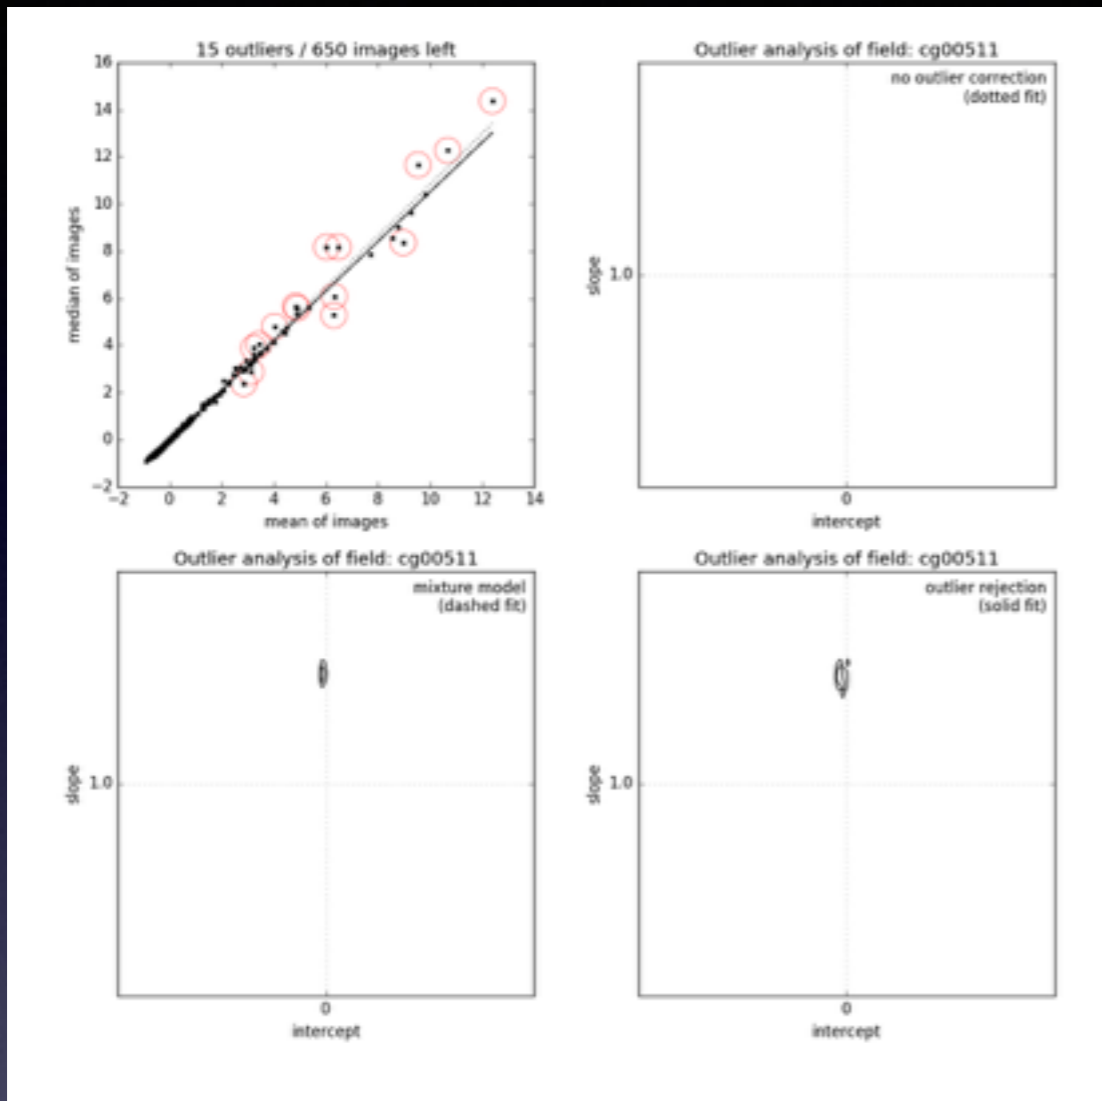 15 outliers / 650 images left
16
14
12
10
8
6
4
2
0
−2
median of images
−2 0 2 4 6 8 10 12 14
mean of images
Outlier analysis of field: cg00511
no outlier correction
(dotted fit)
slope
1.0
0
intercept
Outlier analysis of field: cg00511
mixture model
(dashed fit)
slope
1.0
0
intercept
Outlier analysis of field: cg00511
outlier rejection
(solid fit)
slope
1.0
0
intercept